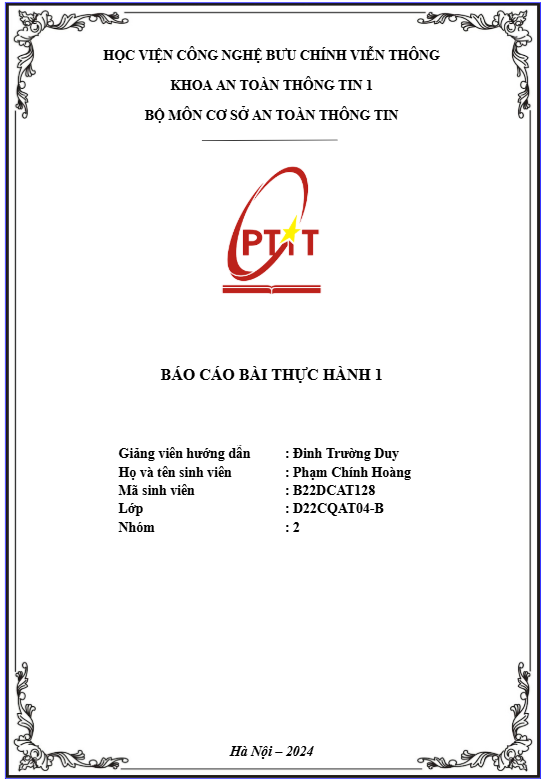 HỌC VIỆN CÔNG NGHỆ BƯU CHÍNH VIỄN THÔNG
KHOA AN TOÀN THÔNG TIN 1
BỘ MÔN CƠ SỞ AN TOÀN THÔNG TIN
PTIT
BÁO CÁO BÀI THỰC HÀNH 1
Giảng viên hướng dẫn : Đinh Trường Duy
Họ và tên sinh viên : Phạm Chính Hoàng
Mã sinh viên : B22DCAT128
Lớp : D22CQAT04-B
Nhóm : 2
Hà Nội – 2024